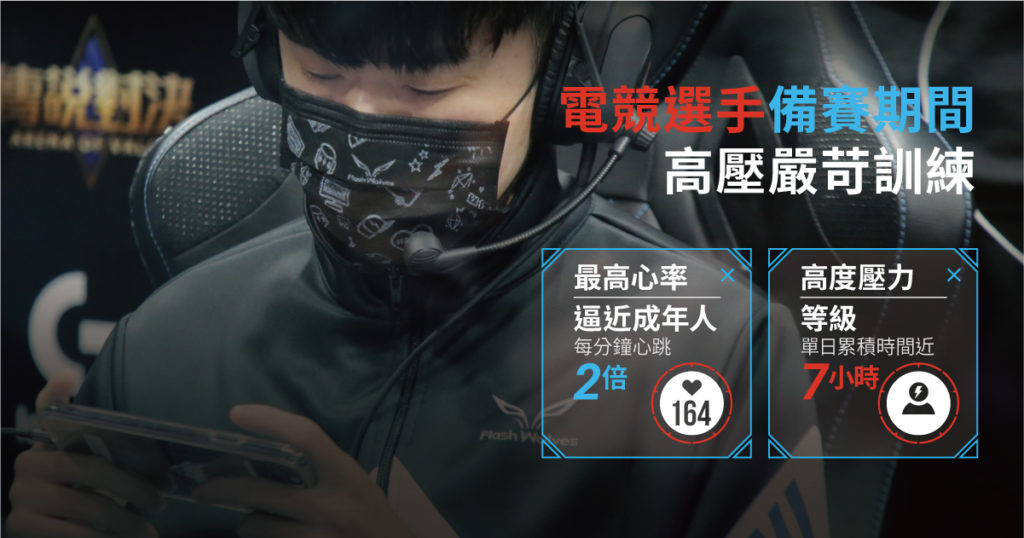 傳說對決
ARENA OF VALOR
Flash Wolves
電競選手備賽期間
高壓嚴苛訓練
最高心率
逼近成年人
每分鐘心跳
2倍
164
高度壓力
等級
單日累積時間近
7小時
Flash Wolves